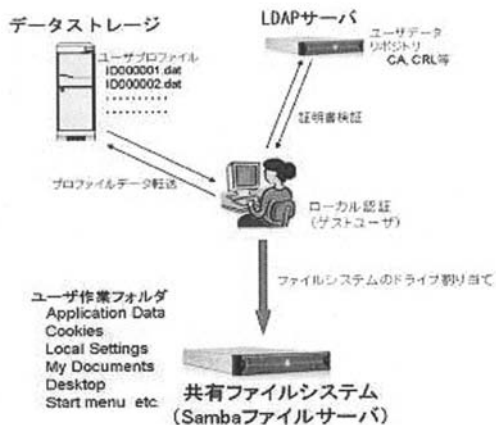 データストレージ
ユーザプロファイル
ID000001.dat
ID000002.dat
・・・・・・・・
・・・・・・・・
LDAPサーバ
ユーザデータ
リポジトリ
CA, CRL等
証明書検証
プロファイルデータ転送
ローカル認証
(ゲストユーザ)
ファイルシステムのドライブ割り当て
ユーザ作業フォルダ
Application Data
Cookies
Local Settings
My Documents
Desktop
Start menu etc.
共有ファイルシステム
(Sambaファイルサーバ)